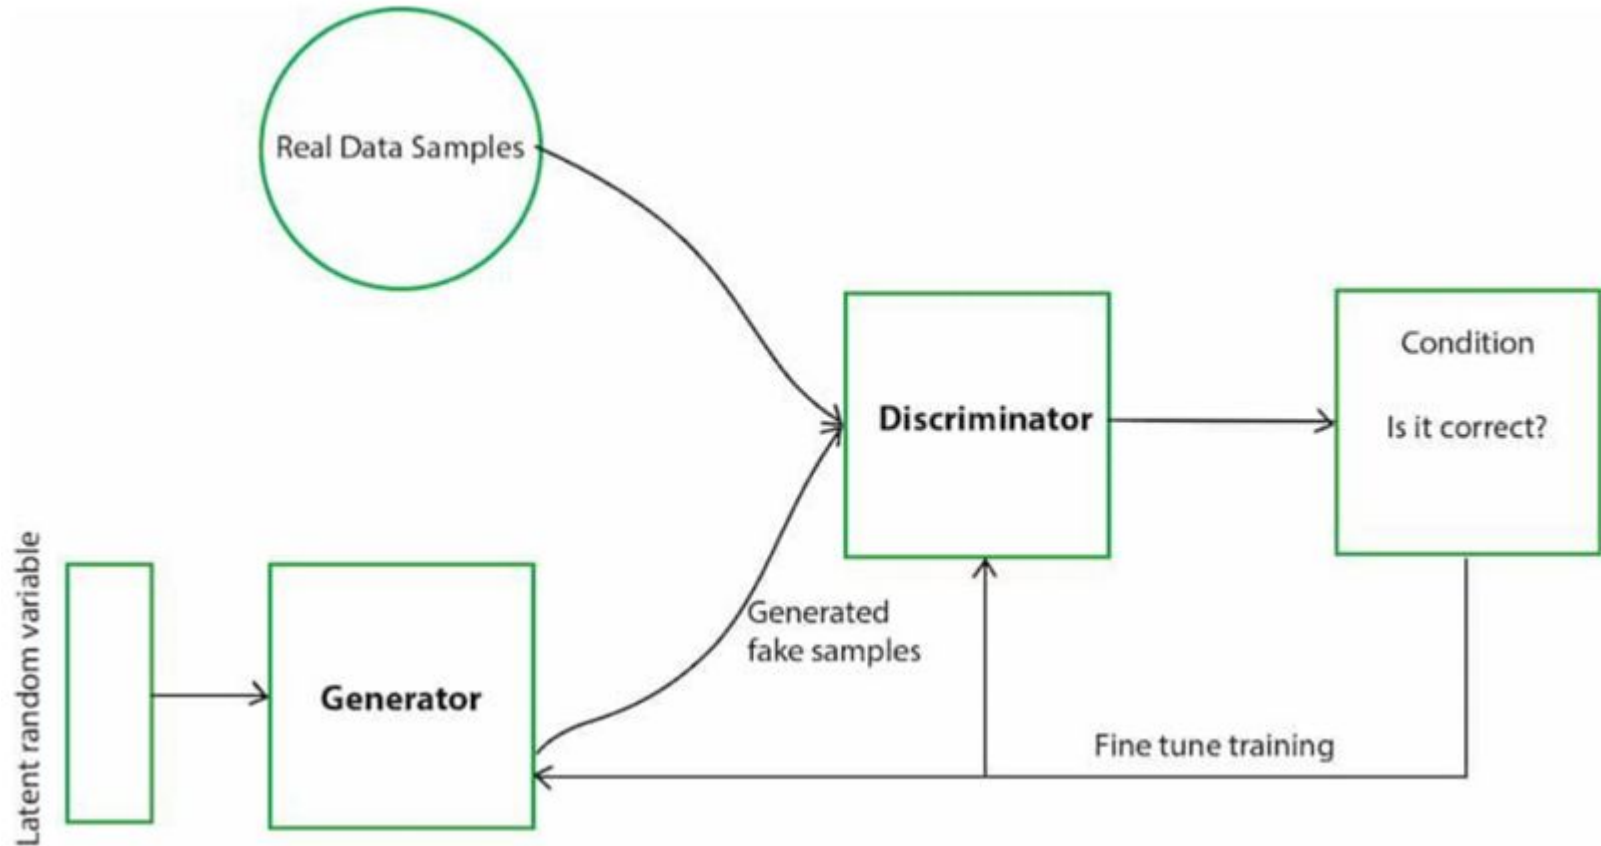 Real Data Samples
Discriminator
Condition
Is it correct?
Latent random variable
Generator
Generated
fake samples
Fine tune training